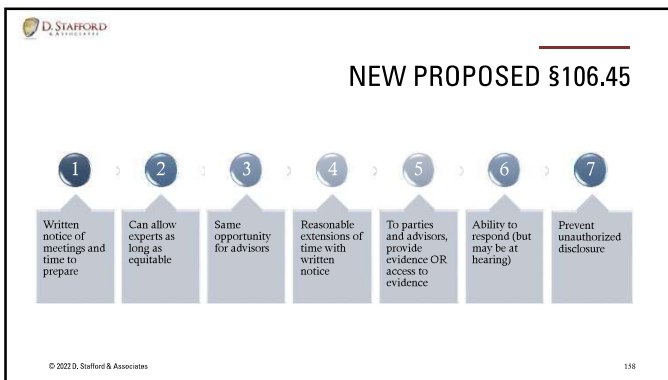 D. STAFFORD
& ASSOCIATES
NEW PROPOSED §106.45
1
2
3
4
5
6
7
Written
notice of
meetings and
time to
prepare
Can allow
experts as
long as
equitable
Same
opportunity
for advisors
Reasonable
extensions of
time with
written
notice
To parties
and advisors,
provide
evidence OR
access to
evidence
Ability to
respond (but
may be at
hearing)
Prevent
unauthorized
disclosure
© 2022 D. Stafford & Associates
158